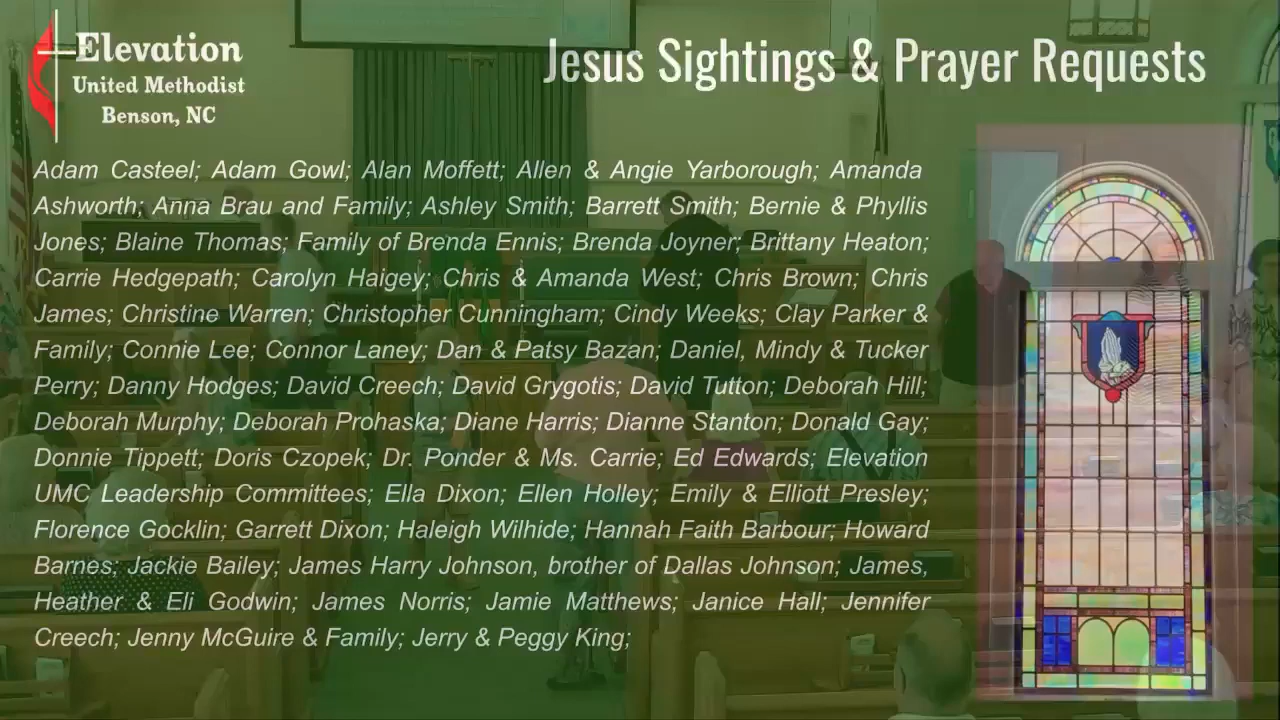 Elevation
United Methodist
Benson, NC
Jesus Sightings & Prayer Requests
Adam Casteel; Adam Gowl; Alan Moffett; Allen & Angie Yarborough; Amanda
Ashworth; Anna Brau and Family; Ashley Smith; Barrett Smith; Bernie & Phyllis
Jones; Blaine Thomas; Family of Brenda Ennis; Brenda Joyner; Brittany Heaton;
Carrie Hedgepath; Carolyn Haigey; Chris & Amanda West; Chris Brown; Chris
James; Christine Warren; Christopher Cunningham; Cindy Weeks; Clay Parker &
Family; Connie Lee; Connor Laney; Dan & Patsy Bazan; Daniel, Mindy & Tucker
Perry; Danny Hodges; David Creech; David Grygotis; David Tutton; Deborah Hill;
Deborah Murphy; Deborah Prohaska; Diane Harris; Dianne Stanton; Donald Gay;
Donnie Tippett; Doris Czopek; Dr. Ponder & Ms. Carrie; Ed Edwards; Elevation
UMC Leadership Committees; Ella Dixon; Ellen Holley; Emily & Elliott Presley;
Florence Gocklin; Garrett Dixon; Haleigh Wilhide; Hannah Faith Barbour; Howard
Barnes; Jackie Bailey; James Harry Johnson, brother of Dallas Johnson; James,
Heather & Eli Godwin; James Norris; Jamie Matthews; Janice Hall; Jennifer
Creech; Jenny McGuire & Family; Jerry & Peggy King;